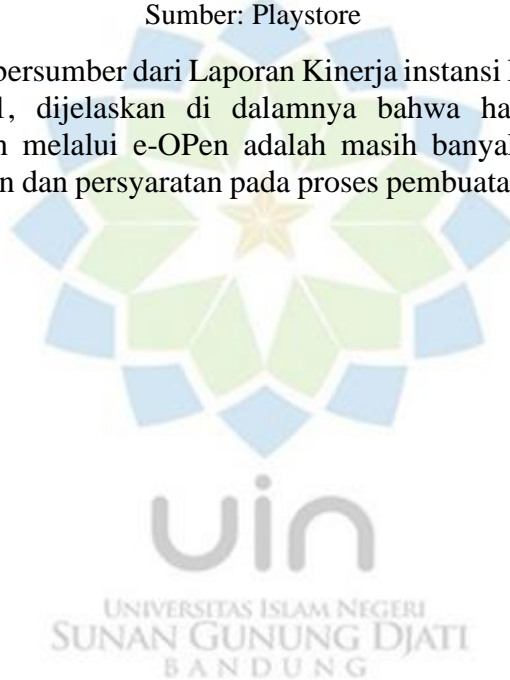 Sumber: Playstore
bersumber dari Laporan Kinerja instansi
1, dijelaskan di dalamnya bahwa ha
melalui e-OPen adalah masih banyak
dan persyaratan pada proses pembuata
uin
UNIVERSITAS ISLAM NEGERI
SUNAN GUNUNG DJATI
BANDUNG